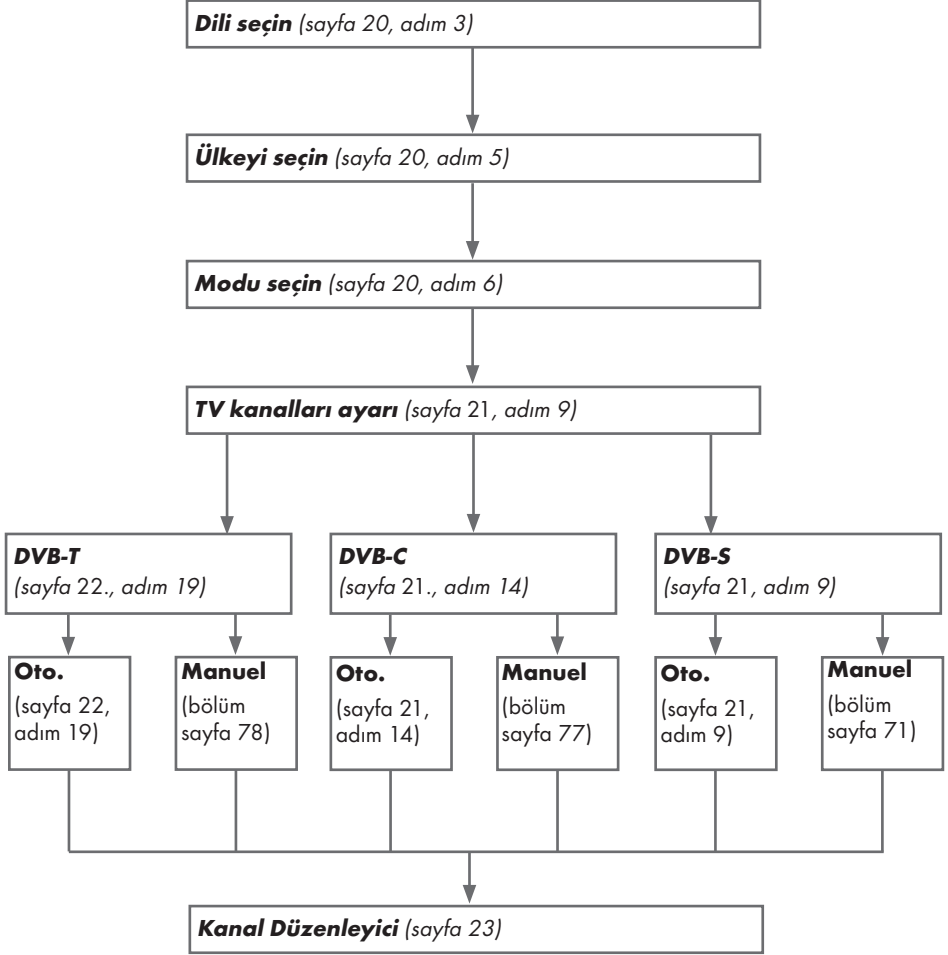 Dili seçin (sayfa 20, adım 3)
Ülkeyi seçin (sayfa 20, adım 5)
Modu seçin (sayfa 20, adım 6)
TV kanalları ayarı (sayfa 21, adım 9)
DVB-T
(sayfa 22., adım 19)
DVB-C
(sayfa 21., adım 14)
DVB-S
(sayfa 21, adım 9)
Oto.
(sayfa 22,
adım 19)
Manuel
(bölüm
sayfa 78)
Oto.
(sayfa 21,
adım 14)
Manuel
(bölüm
sayfa 77)
Oto.
(sayfa 21,
adım 9)
Manuel
(bölüm
sayfa 71)
Kanal Düzenleyici (sayfa 23)